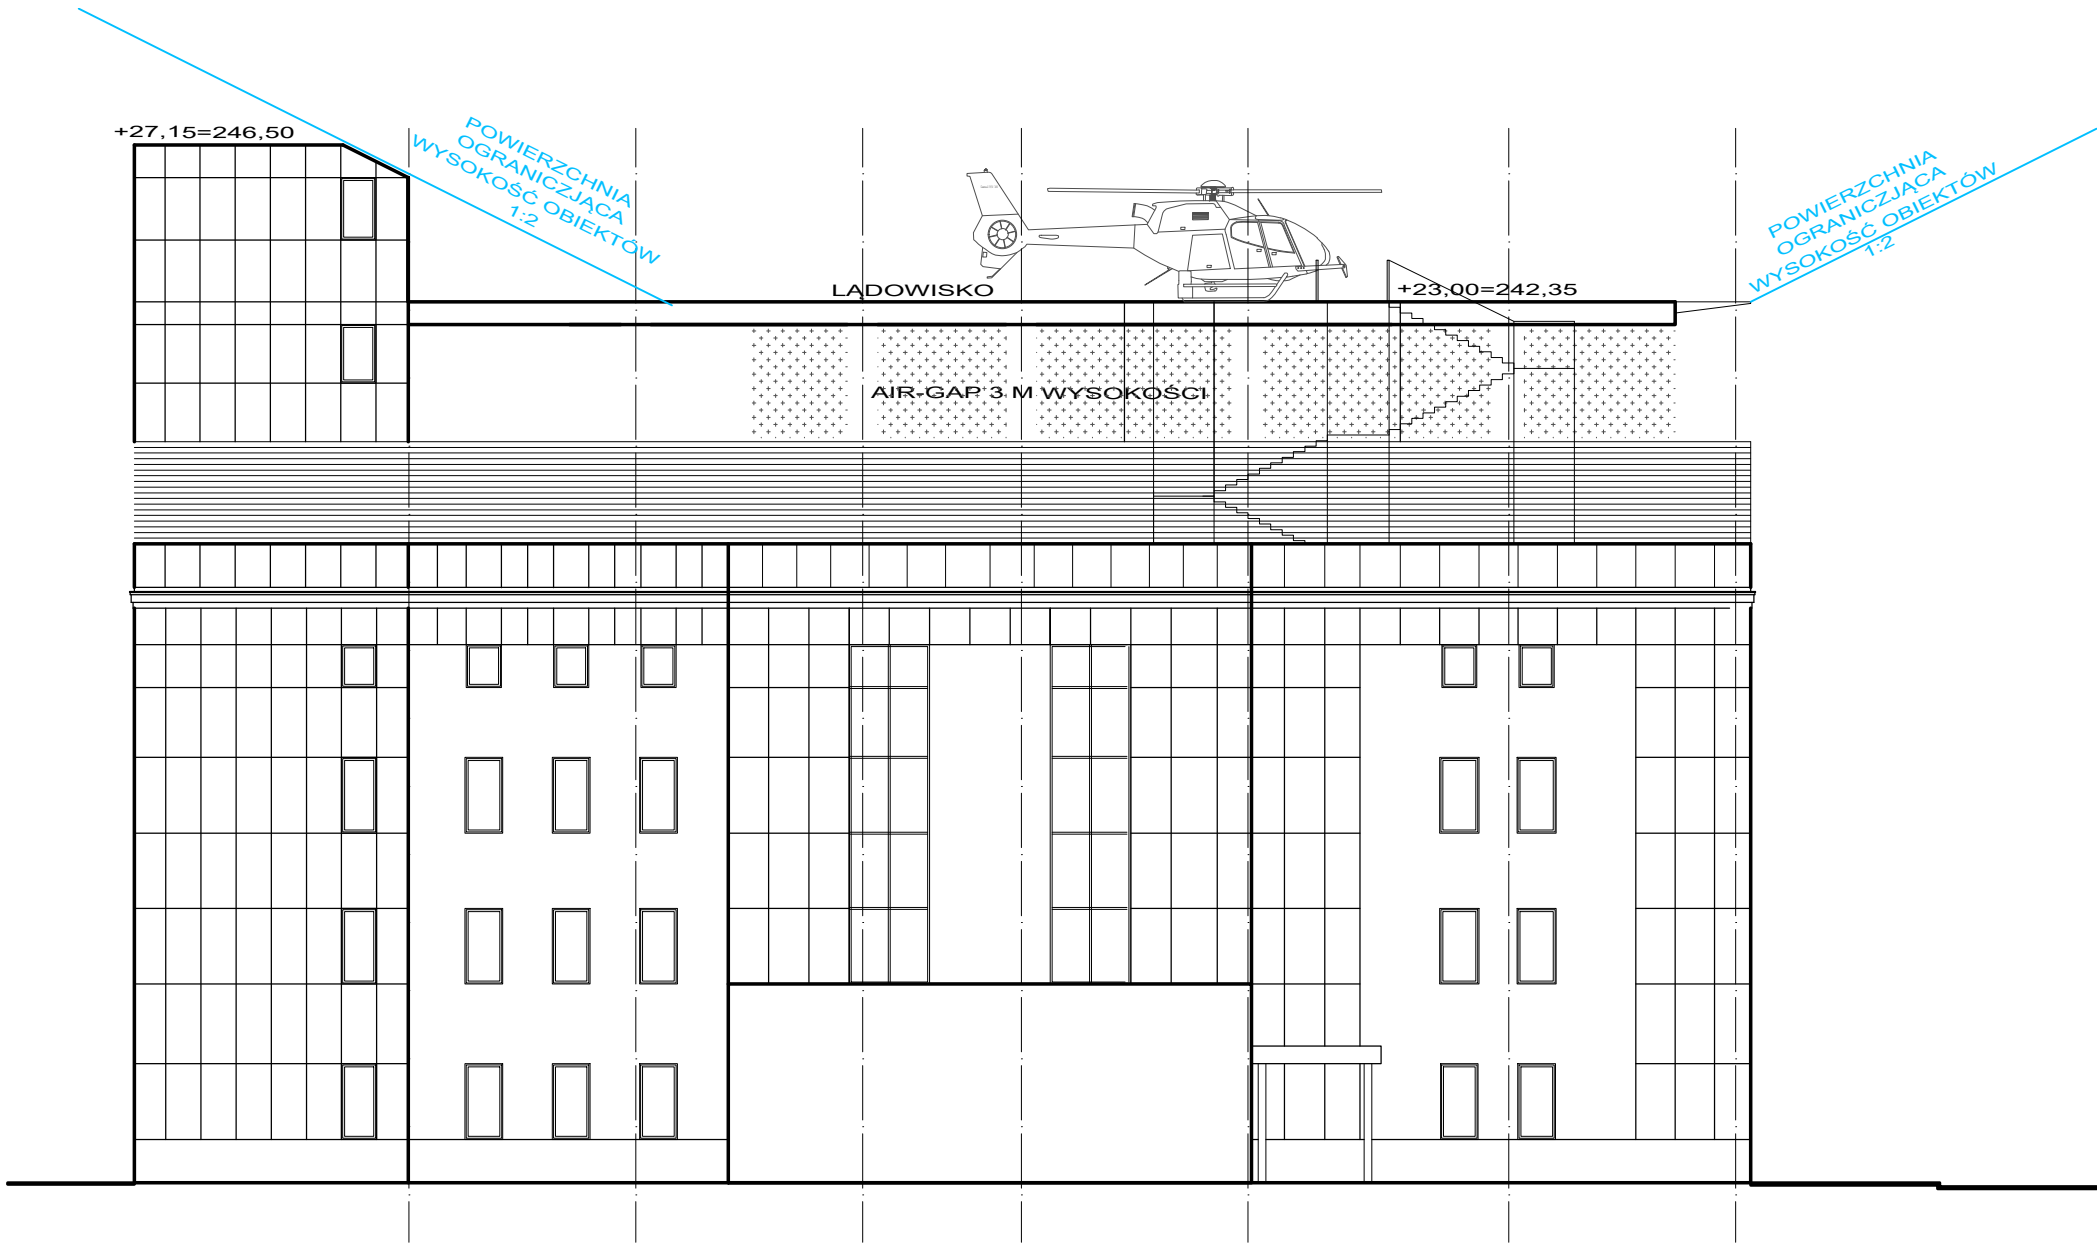 +27,15=246,50
POWIERZCHNIA
OGRANICZJĄCA
WYSOKOŚĆ OBIEKTÓW
1:2
POWIERZCHNIA
OGRANICZJĄCA
WYSOKOŚĆ OBIEKTÓW
1:2
LĄDOWISKO
+23,00=242,35
AIR-GAP 3 M WYSOKOŚCI